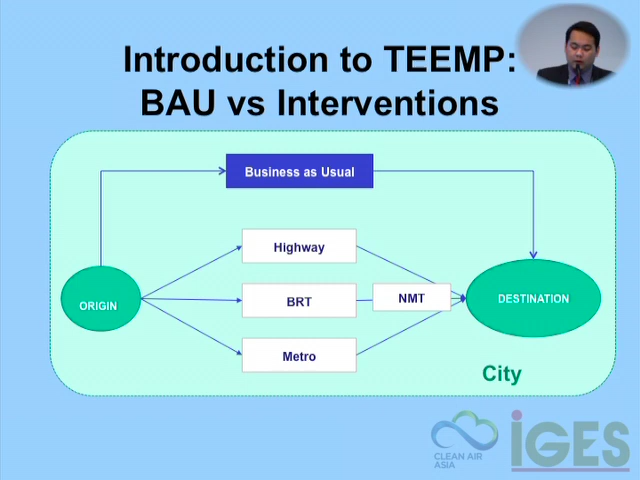 Introduction to TEEMP:
BAU vs Interventions
Business as Usual
Highway
ORIGIN
BRT
NMT
DESTINATION
Metro
City
CLEAN AIR
ASIA
iGES